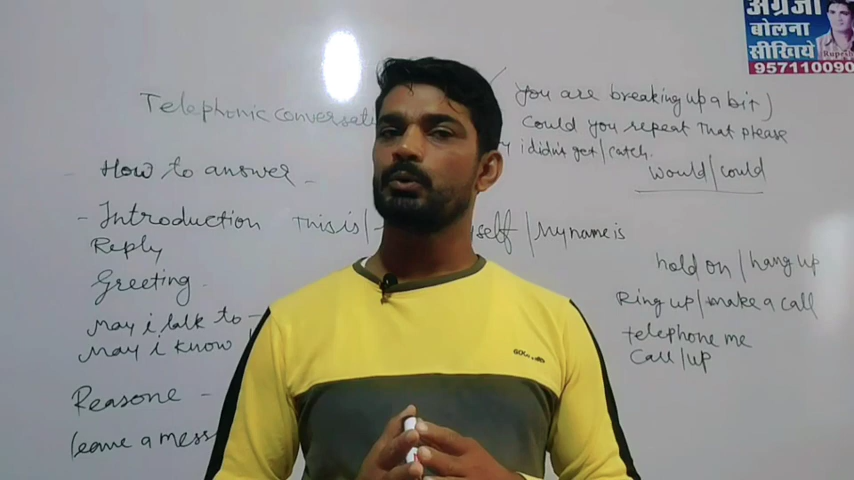 अंग्रेजी
बोलना
सीखिये
Rupesh
957110090
Telephonic conversat
You are breaking up a bit)
Could you repeat that please
i didn't get/catch.
would/could
- How to answer -
- Introduction This is/ self / My name is
Reply
Greeting.
May i talk to -
May i know
Reasone -
leave a mess
hold on/hang up
Ring up/make a call
telephone me
Call/up